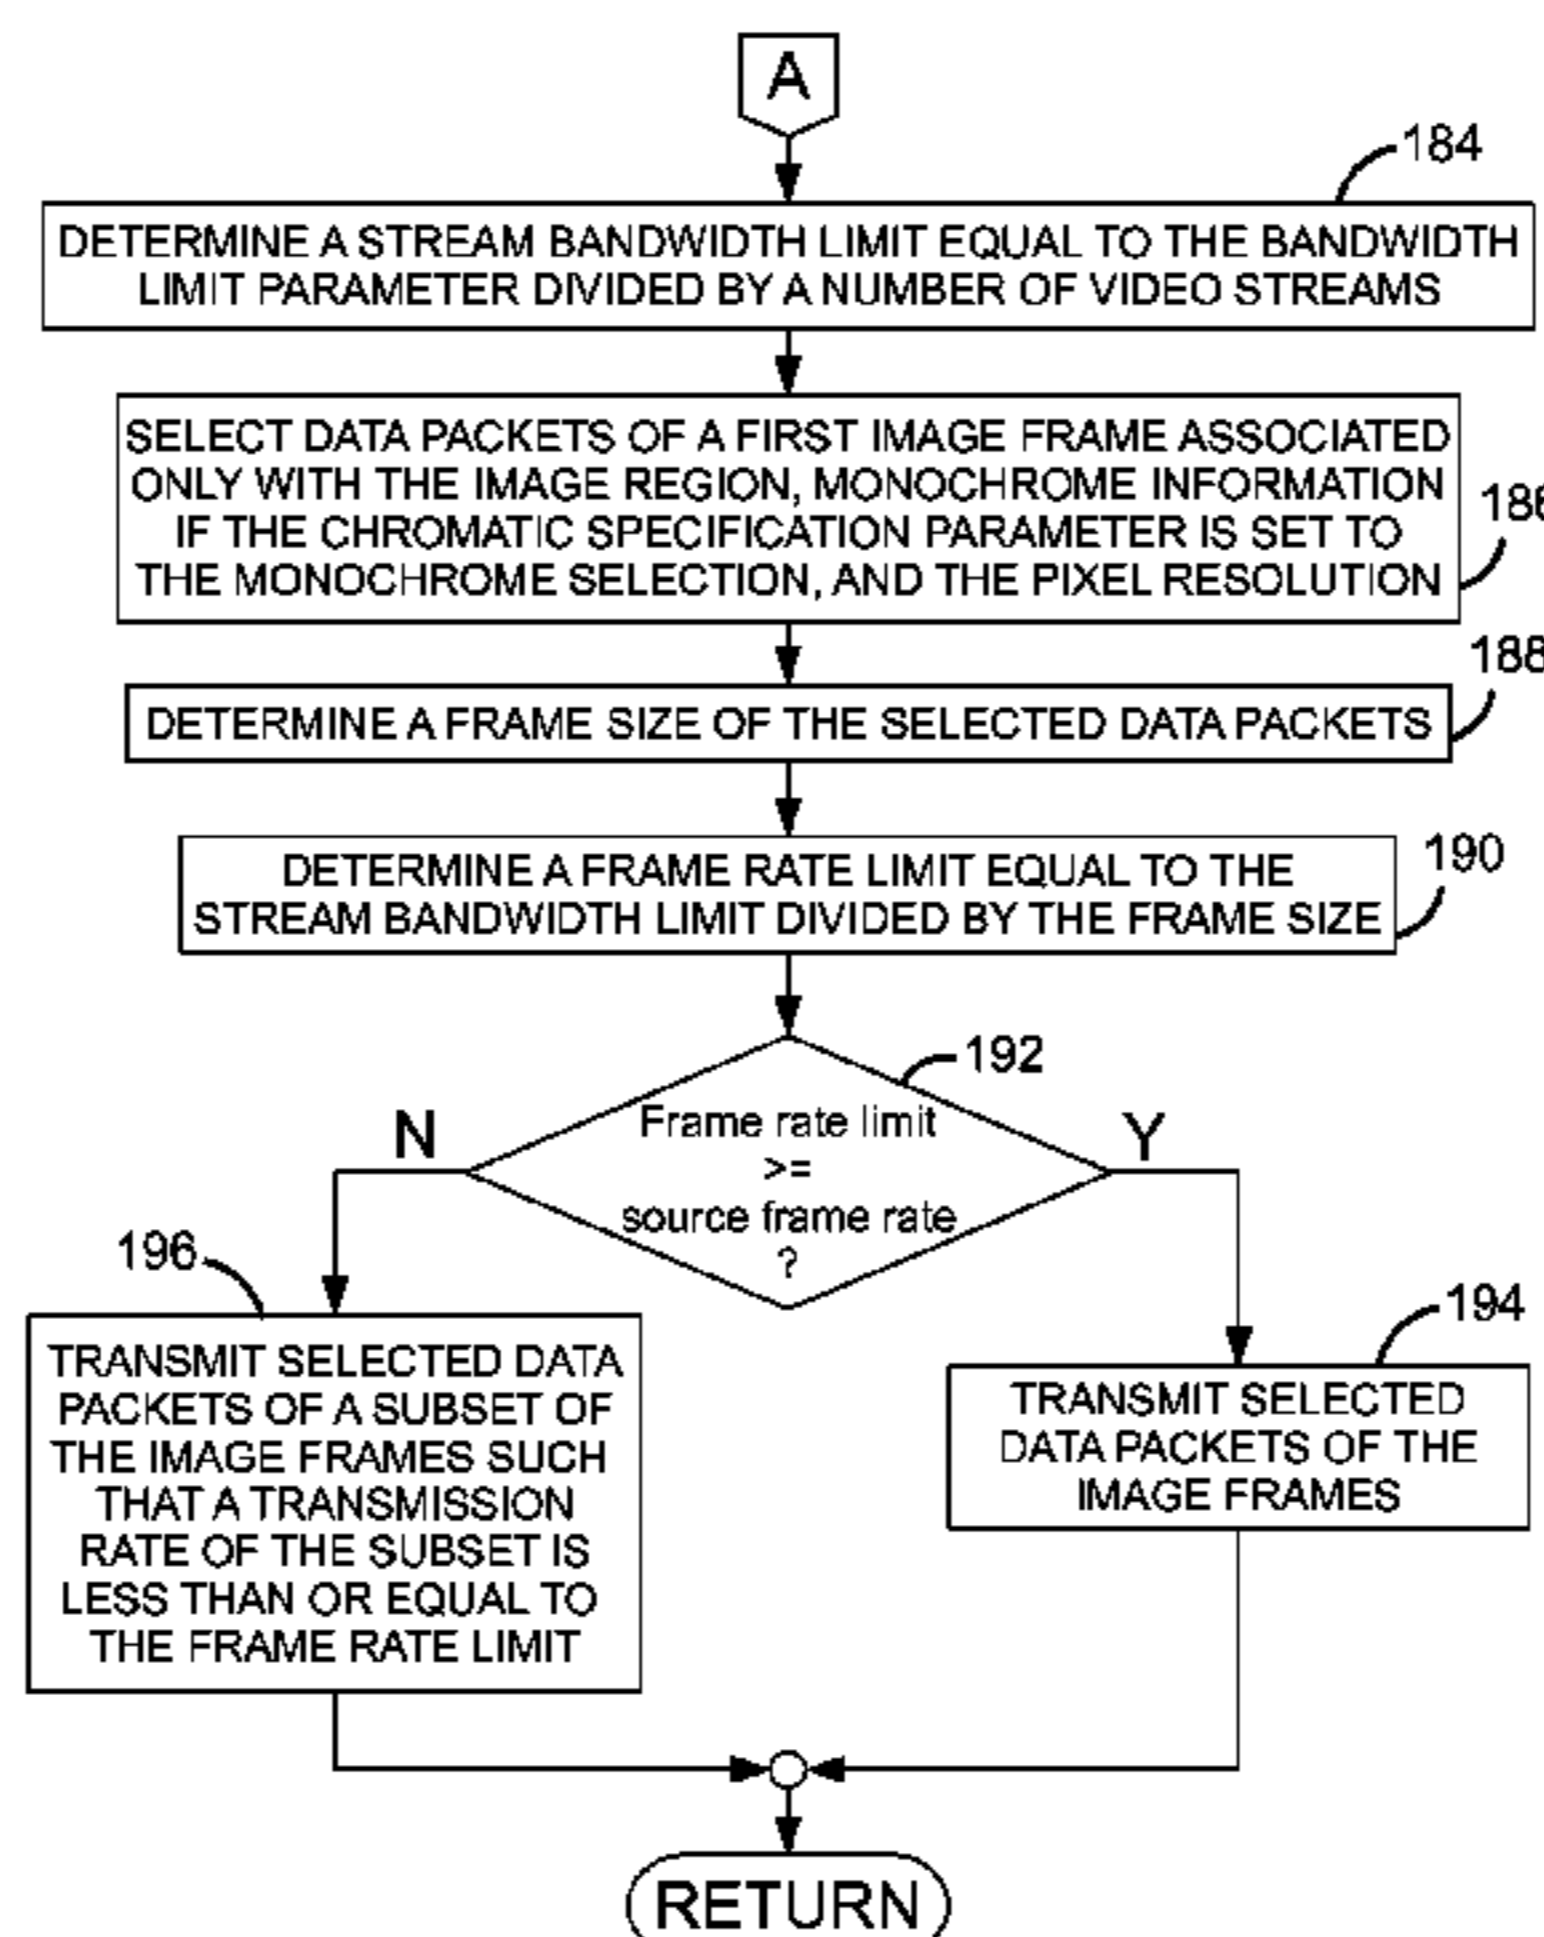 A
184
DETERMINE A STREAM BANDWIDTH LIMIT EQUAL TO THE BANDWIDTH
LIMIT PARAMETER DIVIDED BY A NUMBER OF VIDEO STREAMS
SELECT DATA PACKETS OF A FIRST IMAGE FRAME ASSOCIATED
ONLY WITH THE IMAGE REGION, MONOCHROME INFORMATION
IF THE CHROMATIC SPECIFICATION PARAMETER IS SET TO
THE MONOCHROME SELECTION, AND THE PIXEL RESOLUTION
186
188
DETERMINE A FRAME SIZE OF THE SELECTED DATA PACKETS
190
DETERMINE A FRAME RATE LIMIT EQUAL TO THE
STREAM BANDWIDTH LIMIT DIVIDED BY THE FRAME SIZE
192
N
Frame rate limit
>=
source frame rate
?
Y
196
TRANSMIT SELECTED DATA
PACKETS OF A SUBSET OF
THE IMAGE FRAMES SUCH
THAT A TRANSMISSION
RATE OF THE SUBSET IS
LESS THAN OR EQUAL TO
THE FRAME RATE LIMIT
194
TRANSMIT SELECTED
DATA PACKETS OF THE
IMAGE FRAMES
RETURN